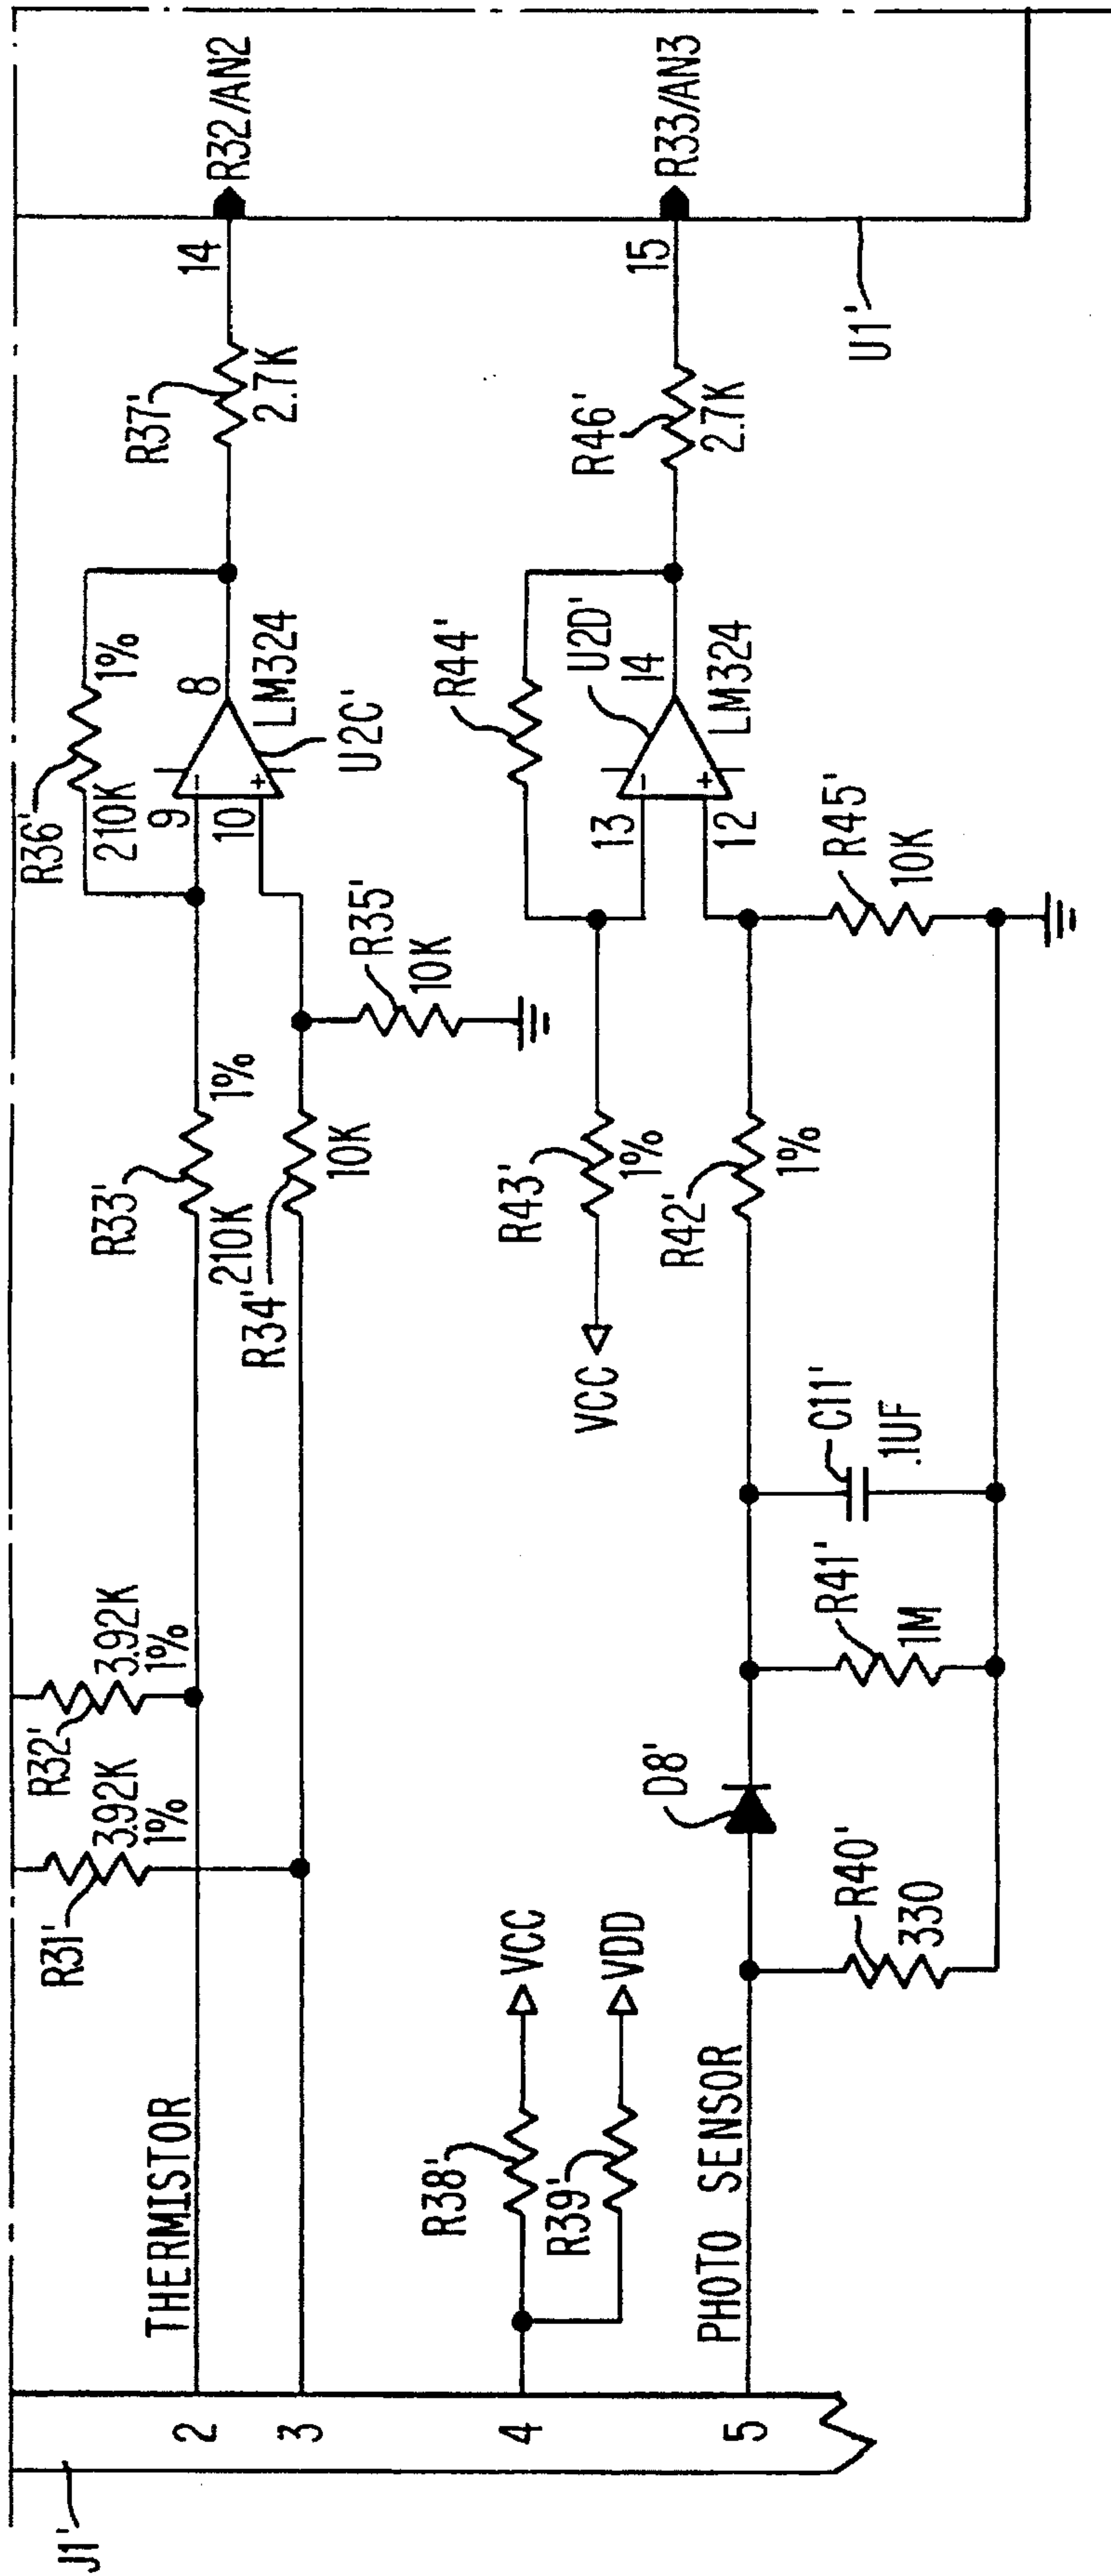 J1'
2
3
4
5
THERMISTOR
R31'
3.92K
1%
R32'
3.92K
1%
R33'
210K
1%
R34'
10K
R35'
10K
R36'
210K
1%
9
10
8
LM324
U2C'
R37'
2.7K
14
R32/AN2
R38'
VCC
R39'
VDD
PHOTO SENSOR
R40'
330
D8'
R41'
1M
C11'
.1UF
VCC
R43'
1%
R42'
1%
R44'
13
12
U2D'
14
LM324
R45'
10K
R46'
2.7K
15
R33/AN3
U1'